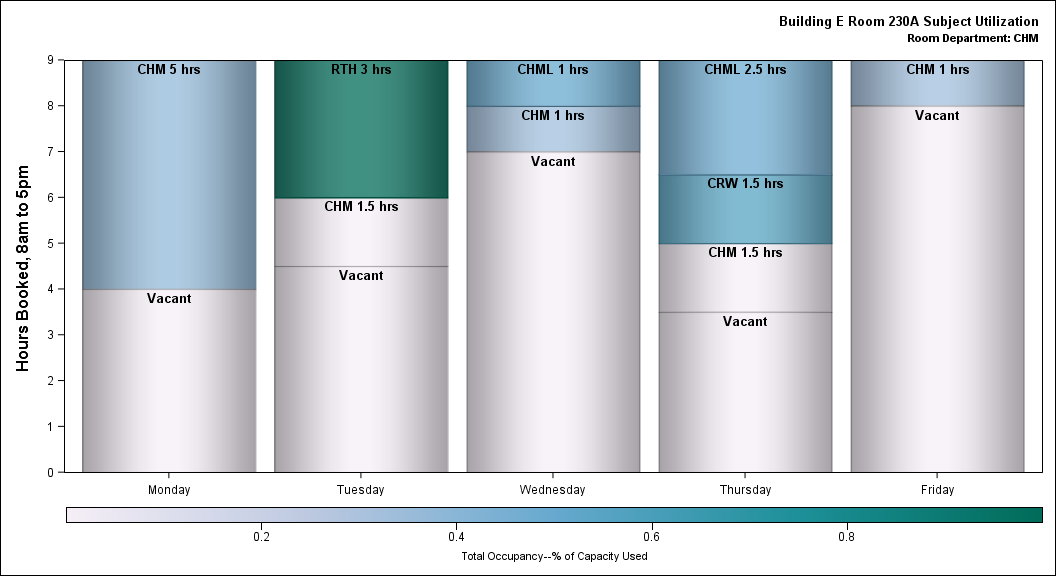 Building E Room 230A Subject Utilization
Room Department: CHM
Hours Booked, 8am to 5pm
9
8
7
6
5
4
3
2
1
0
CHM 5 hrs
Vacant
RTH 3 hrs
CHM 1.5 hrs
Vacant
CHML 1 hrs
CHM 1 hrs
Vacant
CHML 2.5 hrs
CRW 1.5 hrs
CHM 1.5 hrs
Vacant
CHM 1 hrs
Vacant
Monday
Tuesday
Wednesday
Thursday
Friday
0.2
0.4
0.6
0.8
Total Occupancy--% of Capacity Used